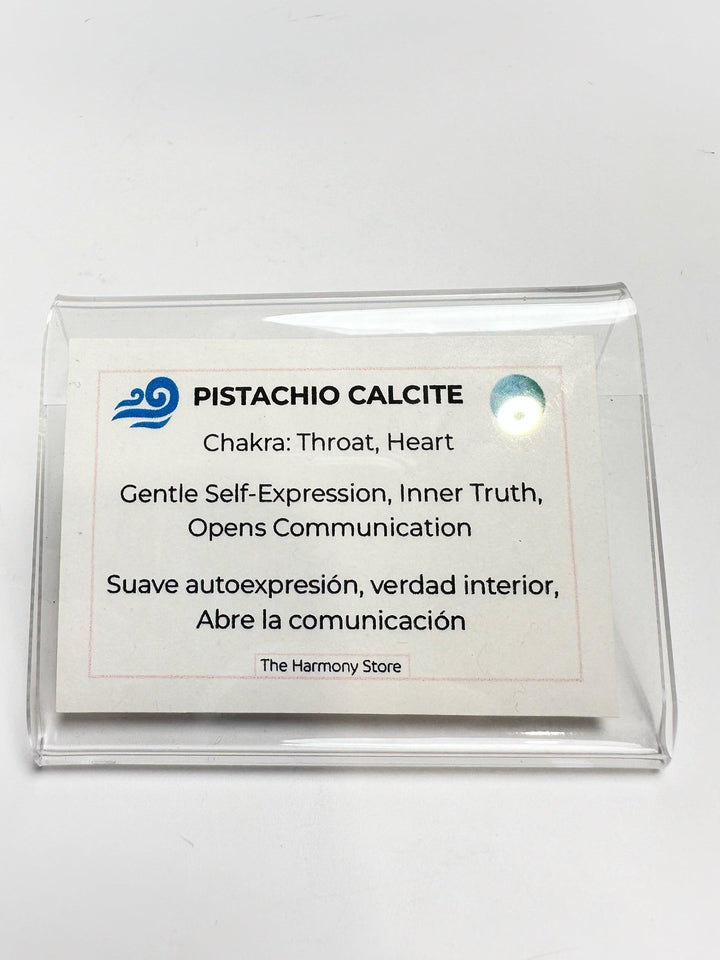 PISTACHIO CALCITE
Chakra: Throat, Heart
Gentle Self-Expression, Inner Truth,
Opens Communication
Suave autoexpresión, verdad interior,
Abre la comunicación
The Harmony Store